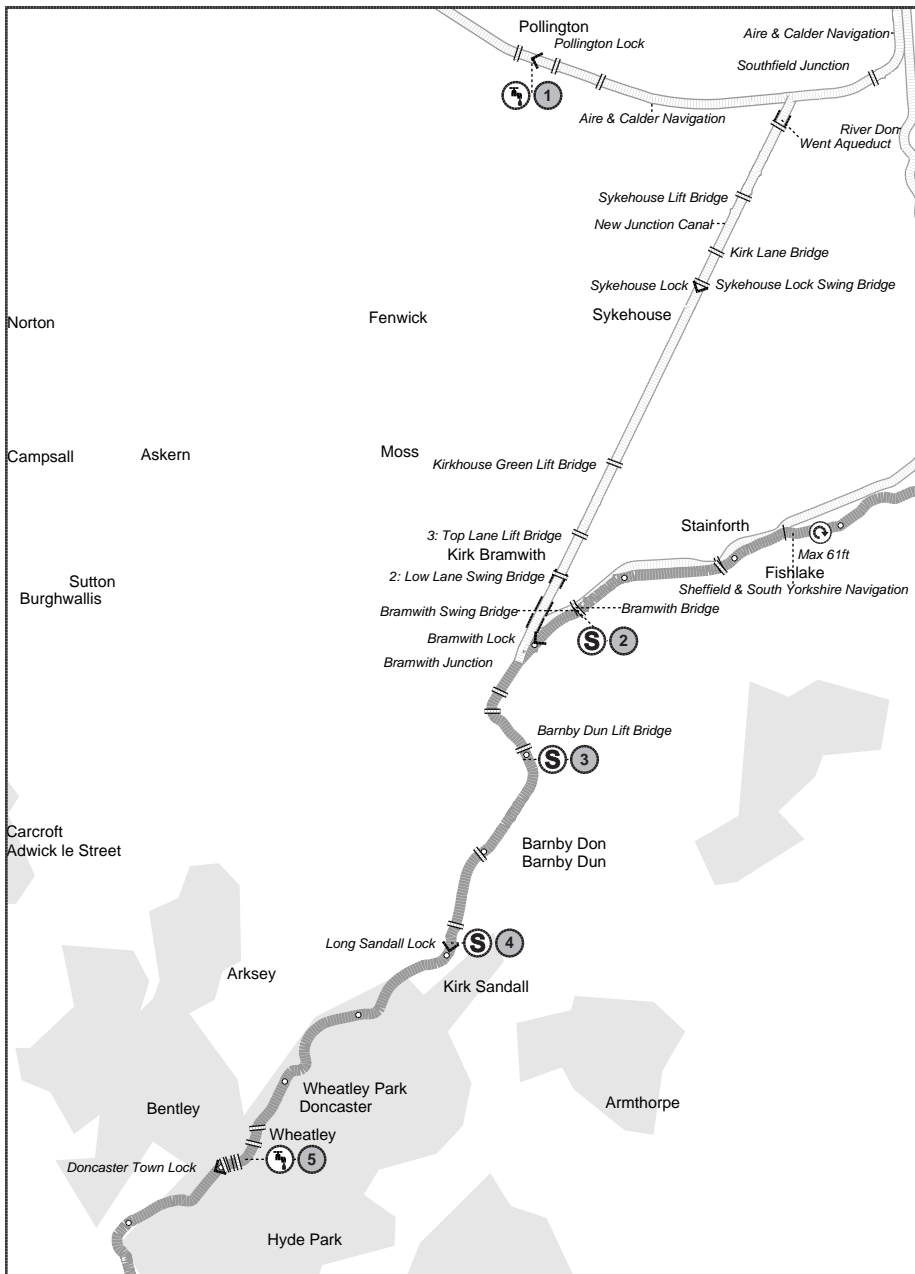 Pollington
Pollington Lock
Aire & Calder Navigation
Southfield Junction
1
Aire & Calder Navigation
River Don
Went Aqueduct
Sykehouse Lift Bridge
New Junction Canal
Kirk Lane Bridge
Sykehouse Lock
Sykehouse Lock Swing Bridge
Sykehouse
Fenwick
Norton
Campsall
Askern
Moss
Kirkhouse Green Lift Bridge
Stainforth
3: Top Lane Lift Bridge
Kirk Bramwith
Max 61ft
Fishlake
2: Low Lane Swing Bridge
Sutton
Burghwallis
Sheffield & South Yorkshire Navigation
Bramwith Swing Bridge
Bramwith Bridge
Bramwith Lock
S 2
Bramwith Junction
Barnby Dun Lift Bridge
S 3
Carcroft
Adwick le Street
Barnby Don
Barnby Dun
Long Sandall Lock
S 4
Arksey
Kirk Sandall
Wheatley Park
Doncaster
Bentley
Armthorpe
Wheatley
Doncaster Town Lock
5
Hyde Park